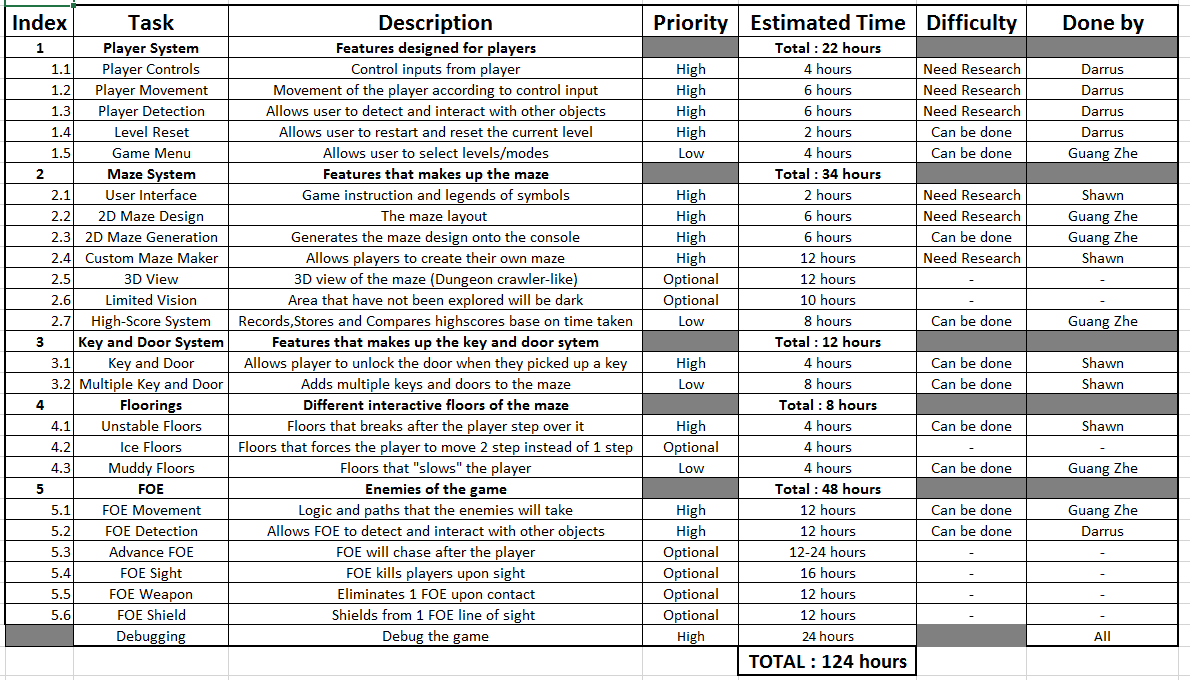 Index Task Description Priority Estimated Time Difficulty Done by
1 Player System Features designed for players Total : 22 hours
1.1 Player Controls Control inputs from player High 4 hours Need Research Darrus
1.2 Player Movement Movement of the player according to control input High 6 hours Need Research Darrus
1.3 Player Detection Allows user to detect and interact with other objects High 6 hours Need Research Darrus
1.4 Level Reset Allows user to restart and reset the current level High 2 hours Can be done Darrus
1.5 Game Menu Allows user to select levels/modes Low 4 hours Can be done Guang Zhe
2 Maze System Features that makes up the maze Total : 34 hours
2.1 User Interface Game instruction and legends of symbols High 2 hours Need Research Shawn
2.2 2D Maze Design The maze layout High 6 hours Need Research Guang Zhe
2.3 2D Maze Generation Generates the maze design onto the console High 6 hours Can be done Guang Zhe
2.4 Custom Maze Maker Allows players to create their own maze High 12 hours Need Research Shawn
2.5 3D View 3D view of the maze (Dungeon crawler-like) Optional 12 hours - -
2.6 Limited Vision Area that have not been explored will be dark Optional 10 hours - -
2.7 High-Score System Records,Stores and Compares highscores base on time taken Low 8 hours Can be done Guang Zhe
3 Key and Door System Features that makes up the key and door sytem Total : 12 hours
3.1 Key and Door Allows player to unlock the door when they picked up a key High 4 hours Can be done Shawn
3.2 Multiple Key and Door Adds multiple keys and doors to the maze Low 8 hours Can be done Shawn
4 Floorings Different interactive floors of the maze Total : 8 hours
4.1 Unstable Floors Floors that breaks after the player step over it High 4 hours Can be done Shawn
4.2 Ice Floors Floors that forces the player to move 2 step instead of 1 step Optional 4 hours - -
4.3 Muddy Floors Floors that "slows" the player Low 4 hours Can be done Guang Zhe
5 FOE Enemies of the game Total : 48 hours
5.1 FOE Movement Logic and paths that the enemies will take High 12 hours Can be done Guang Zhe
5.2 FOE Detection Allows FOE to detect and interact with other objects High 12 hours Can be done Darrus
5.3 Advance FOE FOE will chase after the player Optional 12-24 hours - -
5.4 FOE Sight FOE kills players upon sight Optional 16 hours - -
5.5 FOE Weapon Eliminates 1 FOE upon contact Optional 12 hours - -
5.6 FOE Shield Shields from 1 FOE line of sight Optional 12 hours - -
Debugging Debug the game High 24 hours All
TOTAL : 124 hours